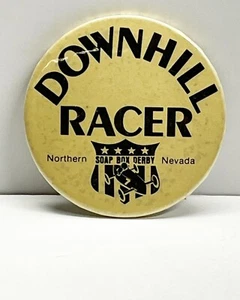 DOWNHILL
RACER
Northern SOAP BOX DERBY Nevada